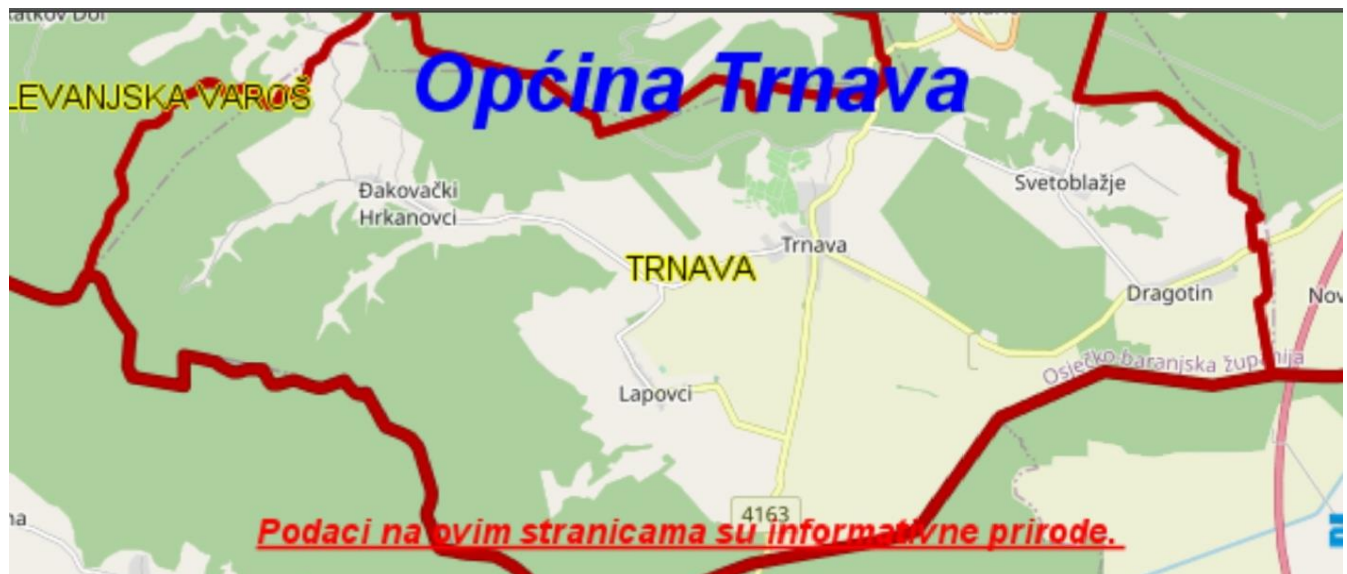 Općina Trnava
LEVANJSKA VAROŠ
Đakovački
Hrkanovci
Svetoblažje
Trnava
TRNAVA
Dragotin
Nov
Osječko-baranjska županija
Lapovci
4163
Podaci na ovim stranicama su informativne prirode.